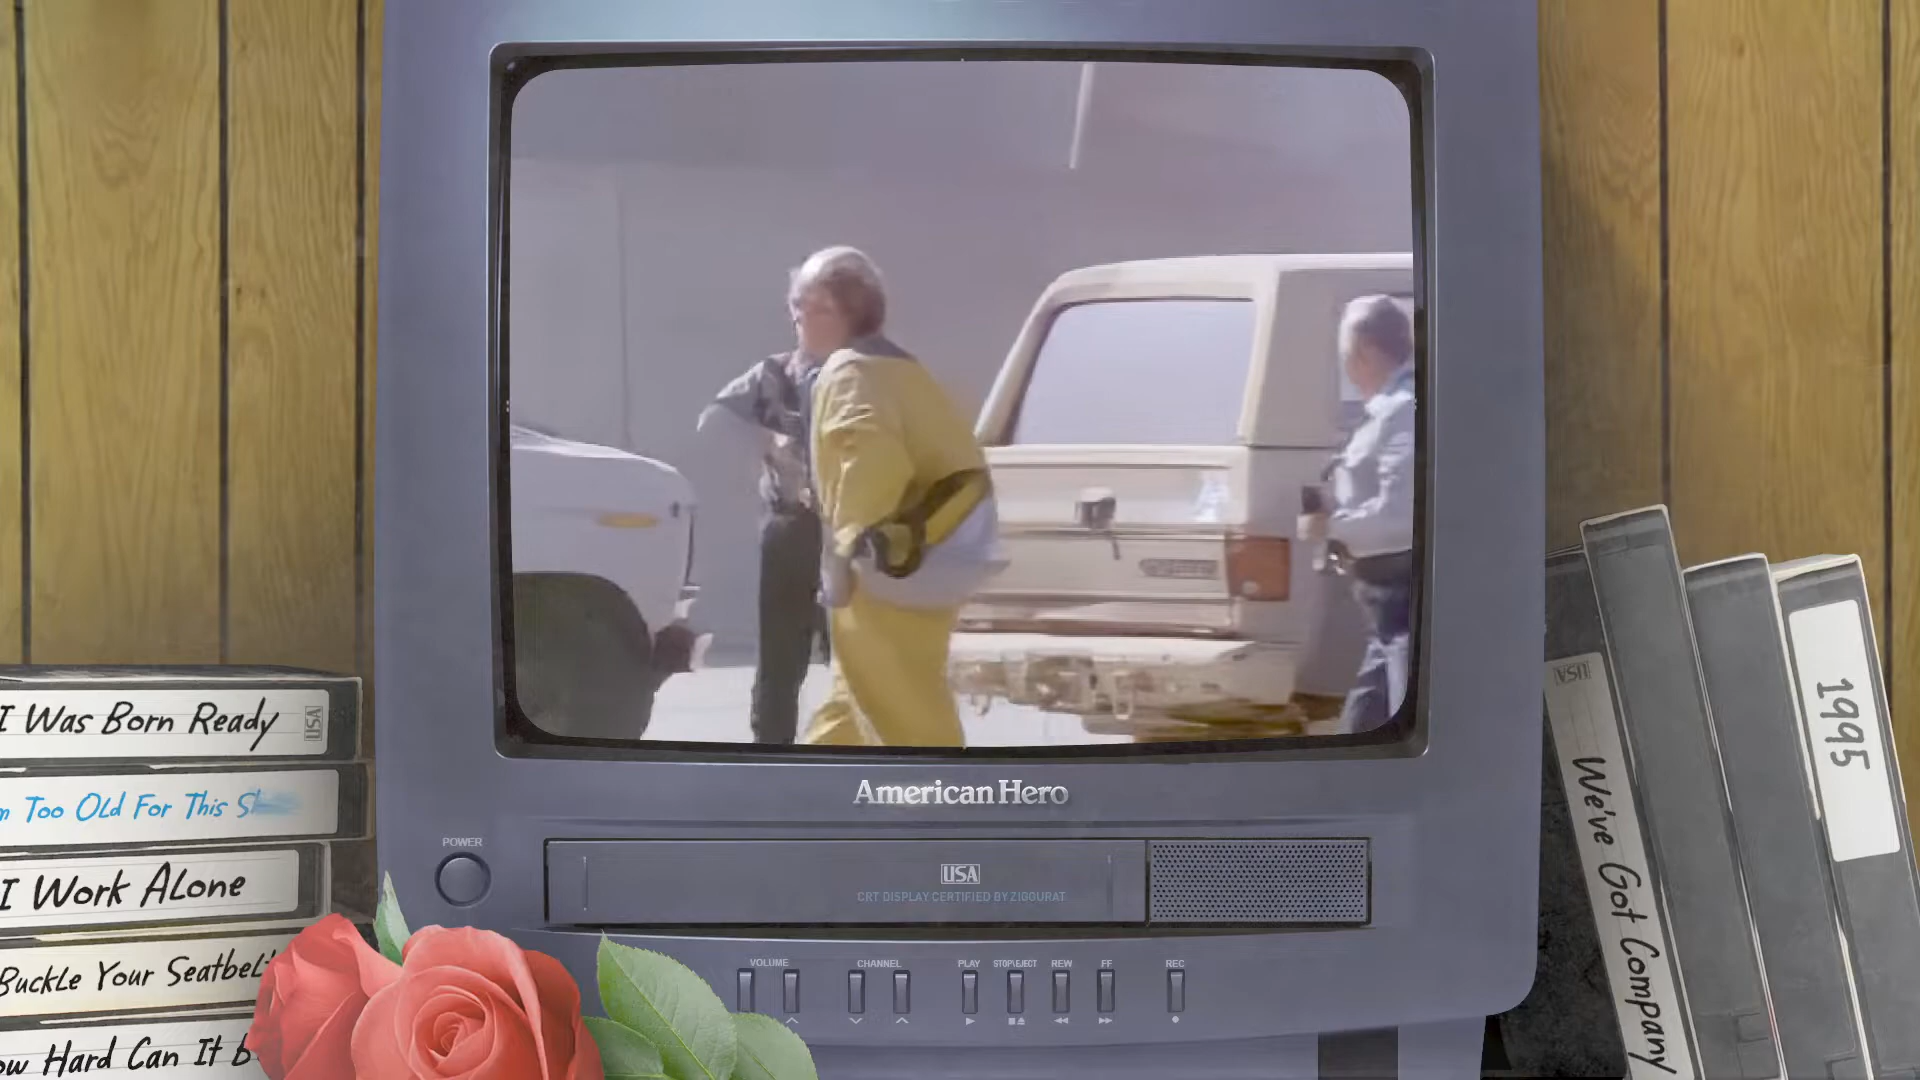 I Was Born Ready
USA
Too Old For This S
I Work Alone
Buckle Your Seatbel
How Hard Can It B
American Hero
POWER
USA
CRT DISPLAY CERTIFIED BY ZIGGURAT
VOLUME
CHANNEL
PLAY
STOP\EJECT
REW
FF
REC
USA
We've Got Company
1995